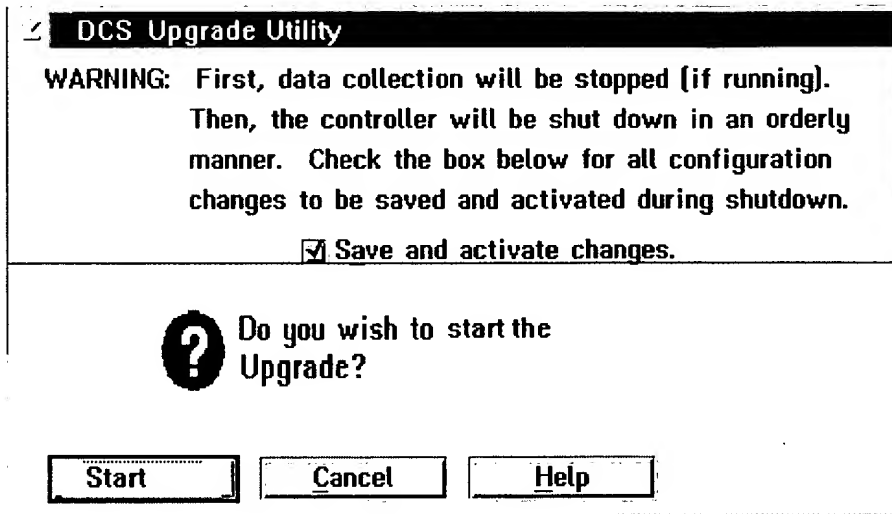 DCS Upgrade Utility
WARNING: First, data collection will be stopped (if running).
Then, the controller will be shut down in an orderly
manner. Check the box below for all configuration
changes to be saved and activated during shutdown.
Save and activate changes.
? Do you wish to start the
Upgrade?
Start Cancel Help